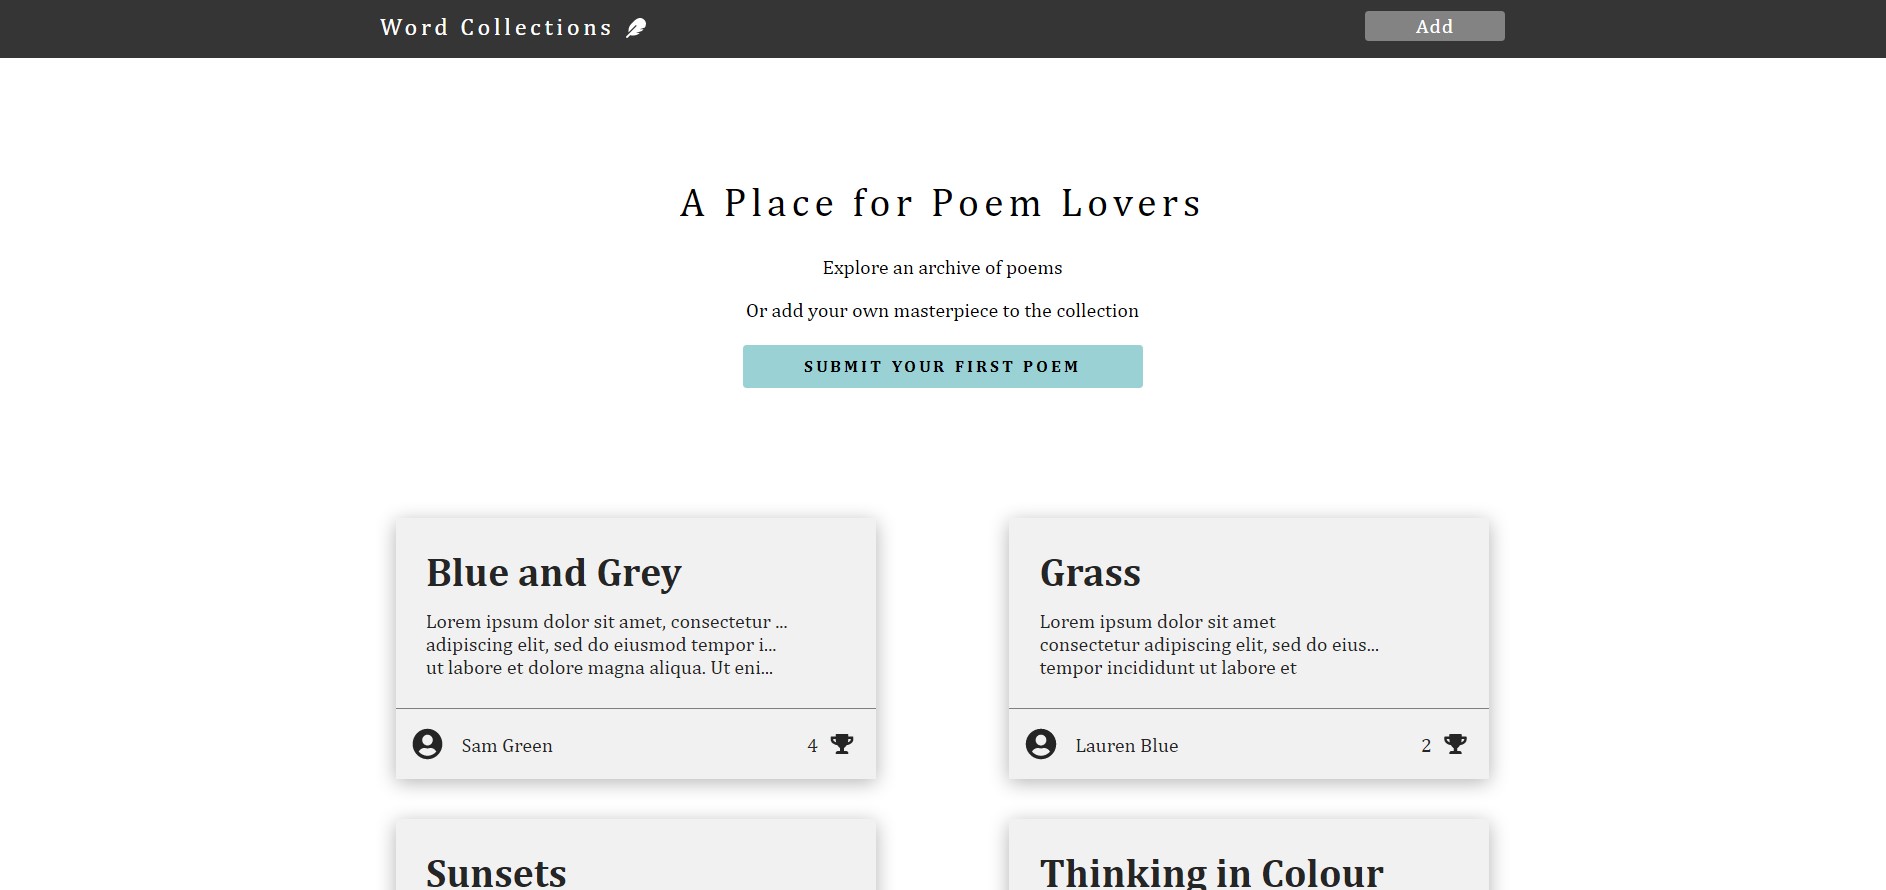 Word Collections
Add
A Place for Poem Lovers
Explore an archive of poems
Or add your own masterpiece to the collection
SUBMIT YOUR FIRST POEM
Blue and Grey
Lorem ipsum dolor sit amet, consectetur ...
adipiscing elit, sed do eiusmod tempor i...
ut labore et dolore magna aliqua. Ut eni...
Sam Green
4
Grass
Lorem ipsum dolor sit amet
consectetur adipiscing elit, sed do eius...
tempor incididunt ut labore et
Lauren Blue
2
Sunsets
Thinking in Colour